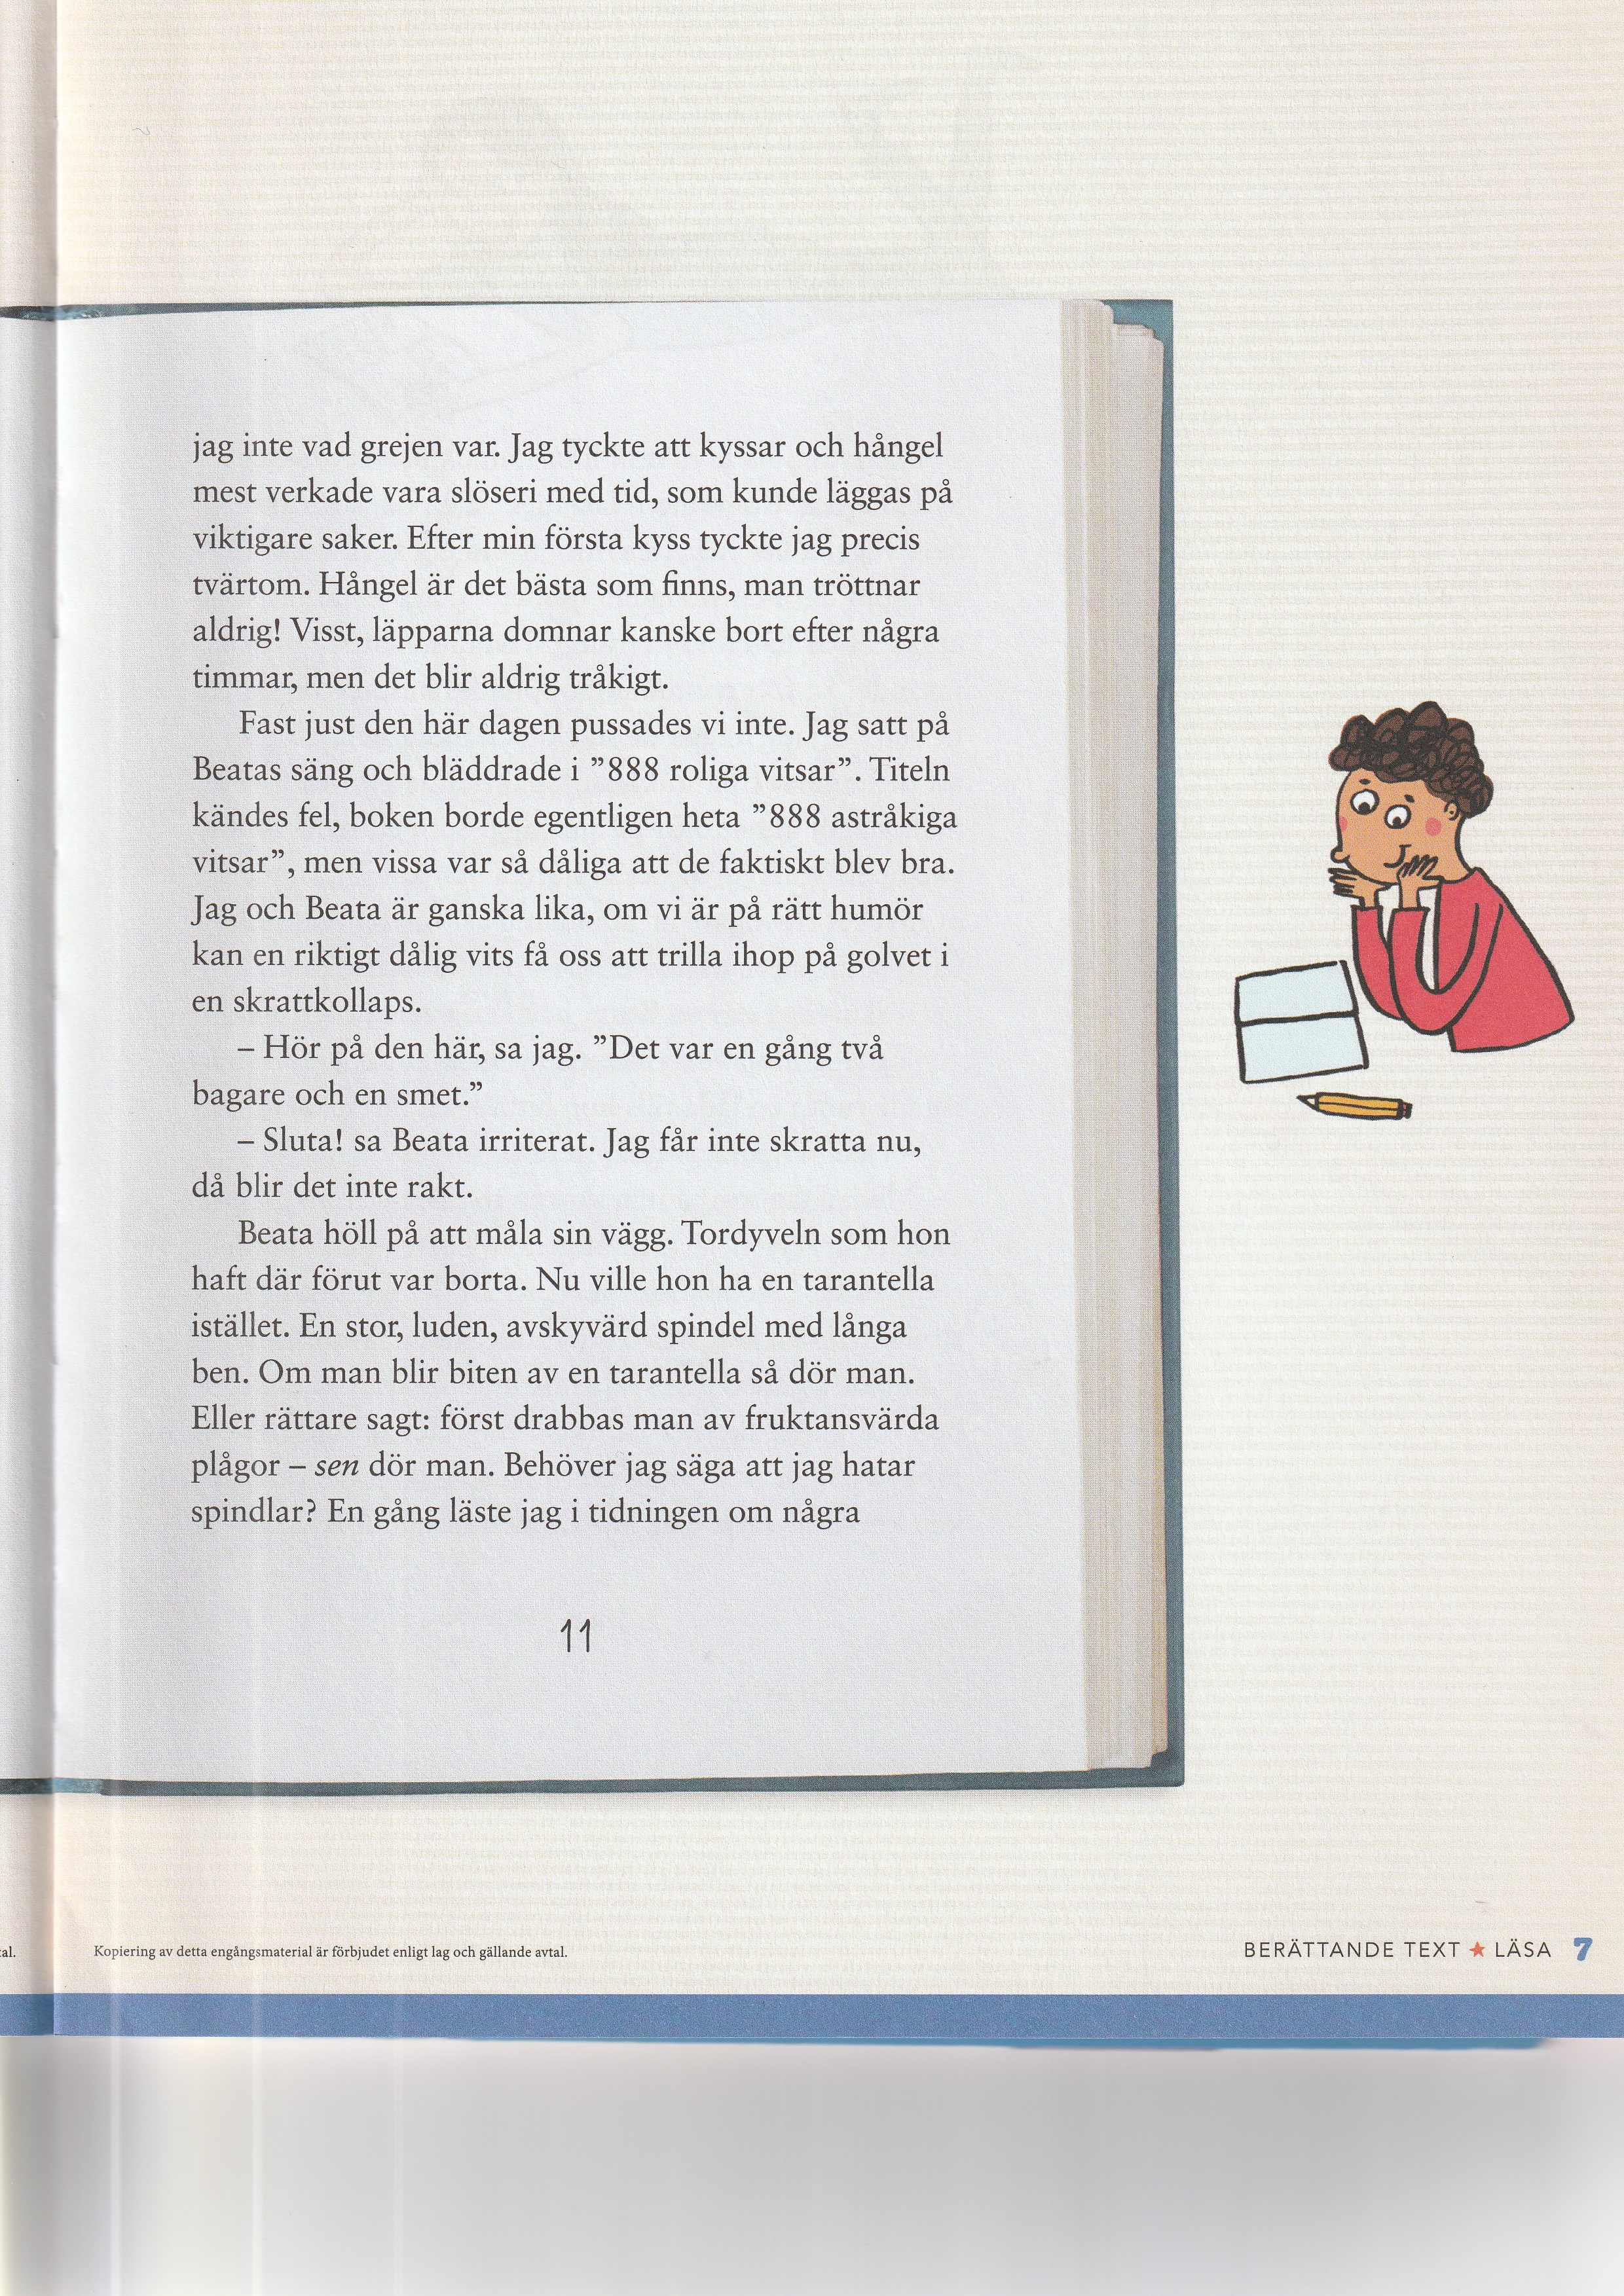 jag inte vad grejen var. Jag tyckte att kyssar och hångel
mest verkade vara slöseri med tid, som kunde läggas på
viktigare saker. Efter min första kyss tyckte jag precis
tvärtom. Hångel är det bästa som finns, man tröttnar
aldrig! Visst, läpparna domnar kanske bort efter några
timmar, men det blir aldrig tråkigt.
Fast just den här dagen pussades vi inte. Jag satt på
Beatas säng och bläddrade i ”888 roliga vitsar”. Titeln
kändes fel, boken borde egentligen heta ”888 astråkiga
vitsar”, men vissa var så dåliga att de faktiskt blev bra.
Jag och Beata är ganska lika, om vi är på rätt humör
kan en riktigt dålig vits få oss att trilla ihop på golvet i
en skrattkollaps.
– Hör på den här, sa jag. ”Det var en gång två
bagare och en smet.”
– Sluta! sa Beata irriterat. Jag får inte skratta nu,
då blir det inte rakt.
Beata höll på att måla sin vägg. Tordyveln som hon
haft där förut var borta. Nu ville hon ha en tarantella
istället. En stor, luden, avskyvärd spindel med långa
ben. Om man blir biten av en tarantella så dör man.
Eller rättare sagt: först drabbas man av fruktansvärda
plågor – sen dör man. Behöver jag säga att jag hatar
spindlar? En gång läste jag i tidningen om några
11
tal.
Kopiering av detta engångsmaterial är förbjudet enligt lag och gällande avtal.
BERÄTTANDE TEXT ★ LÄSA 7